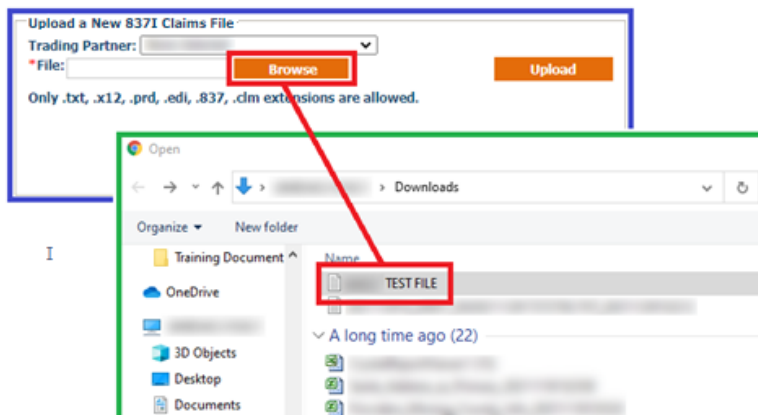 Upload a New 837I Claims File
Trading Partner:
*File: Browse Upload
Only .txt, .x12, .prd, .edi, .837, .clm extensions are allowed.
Open
Downloads
Organize New folder
Training Document
Name
TEST FILE
OneDrive
A long time ago (22)
3D Objects
Desktop
Documents